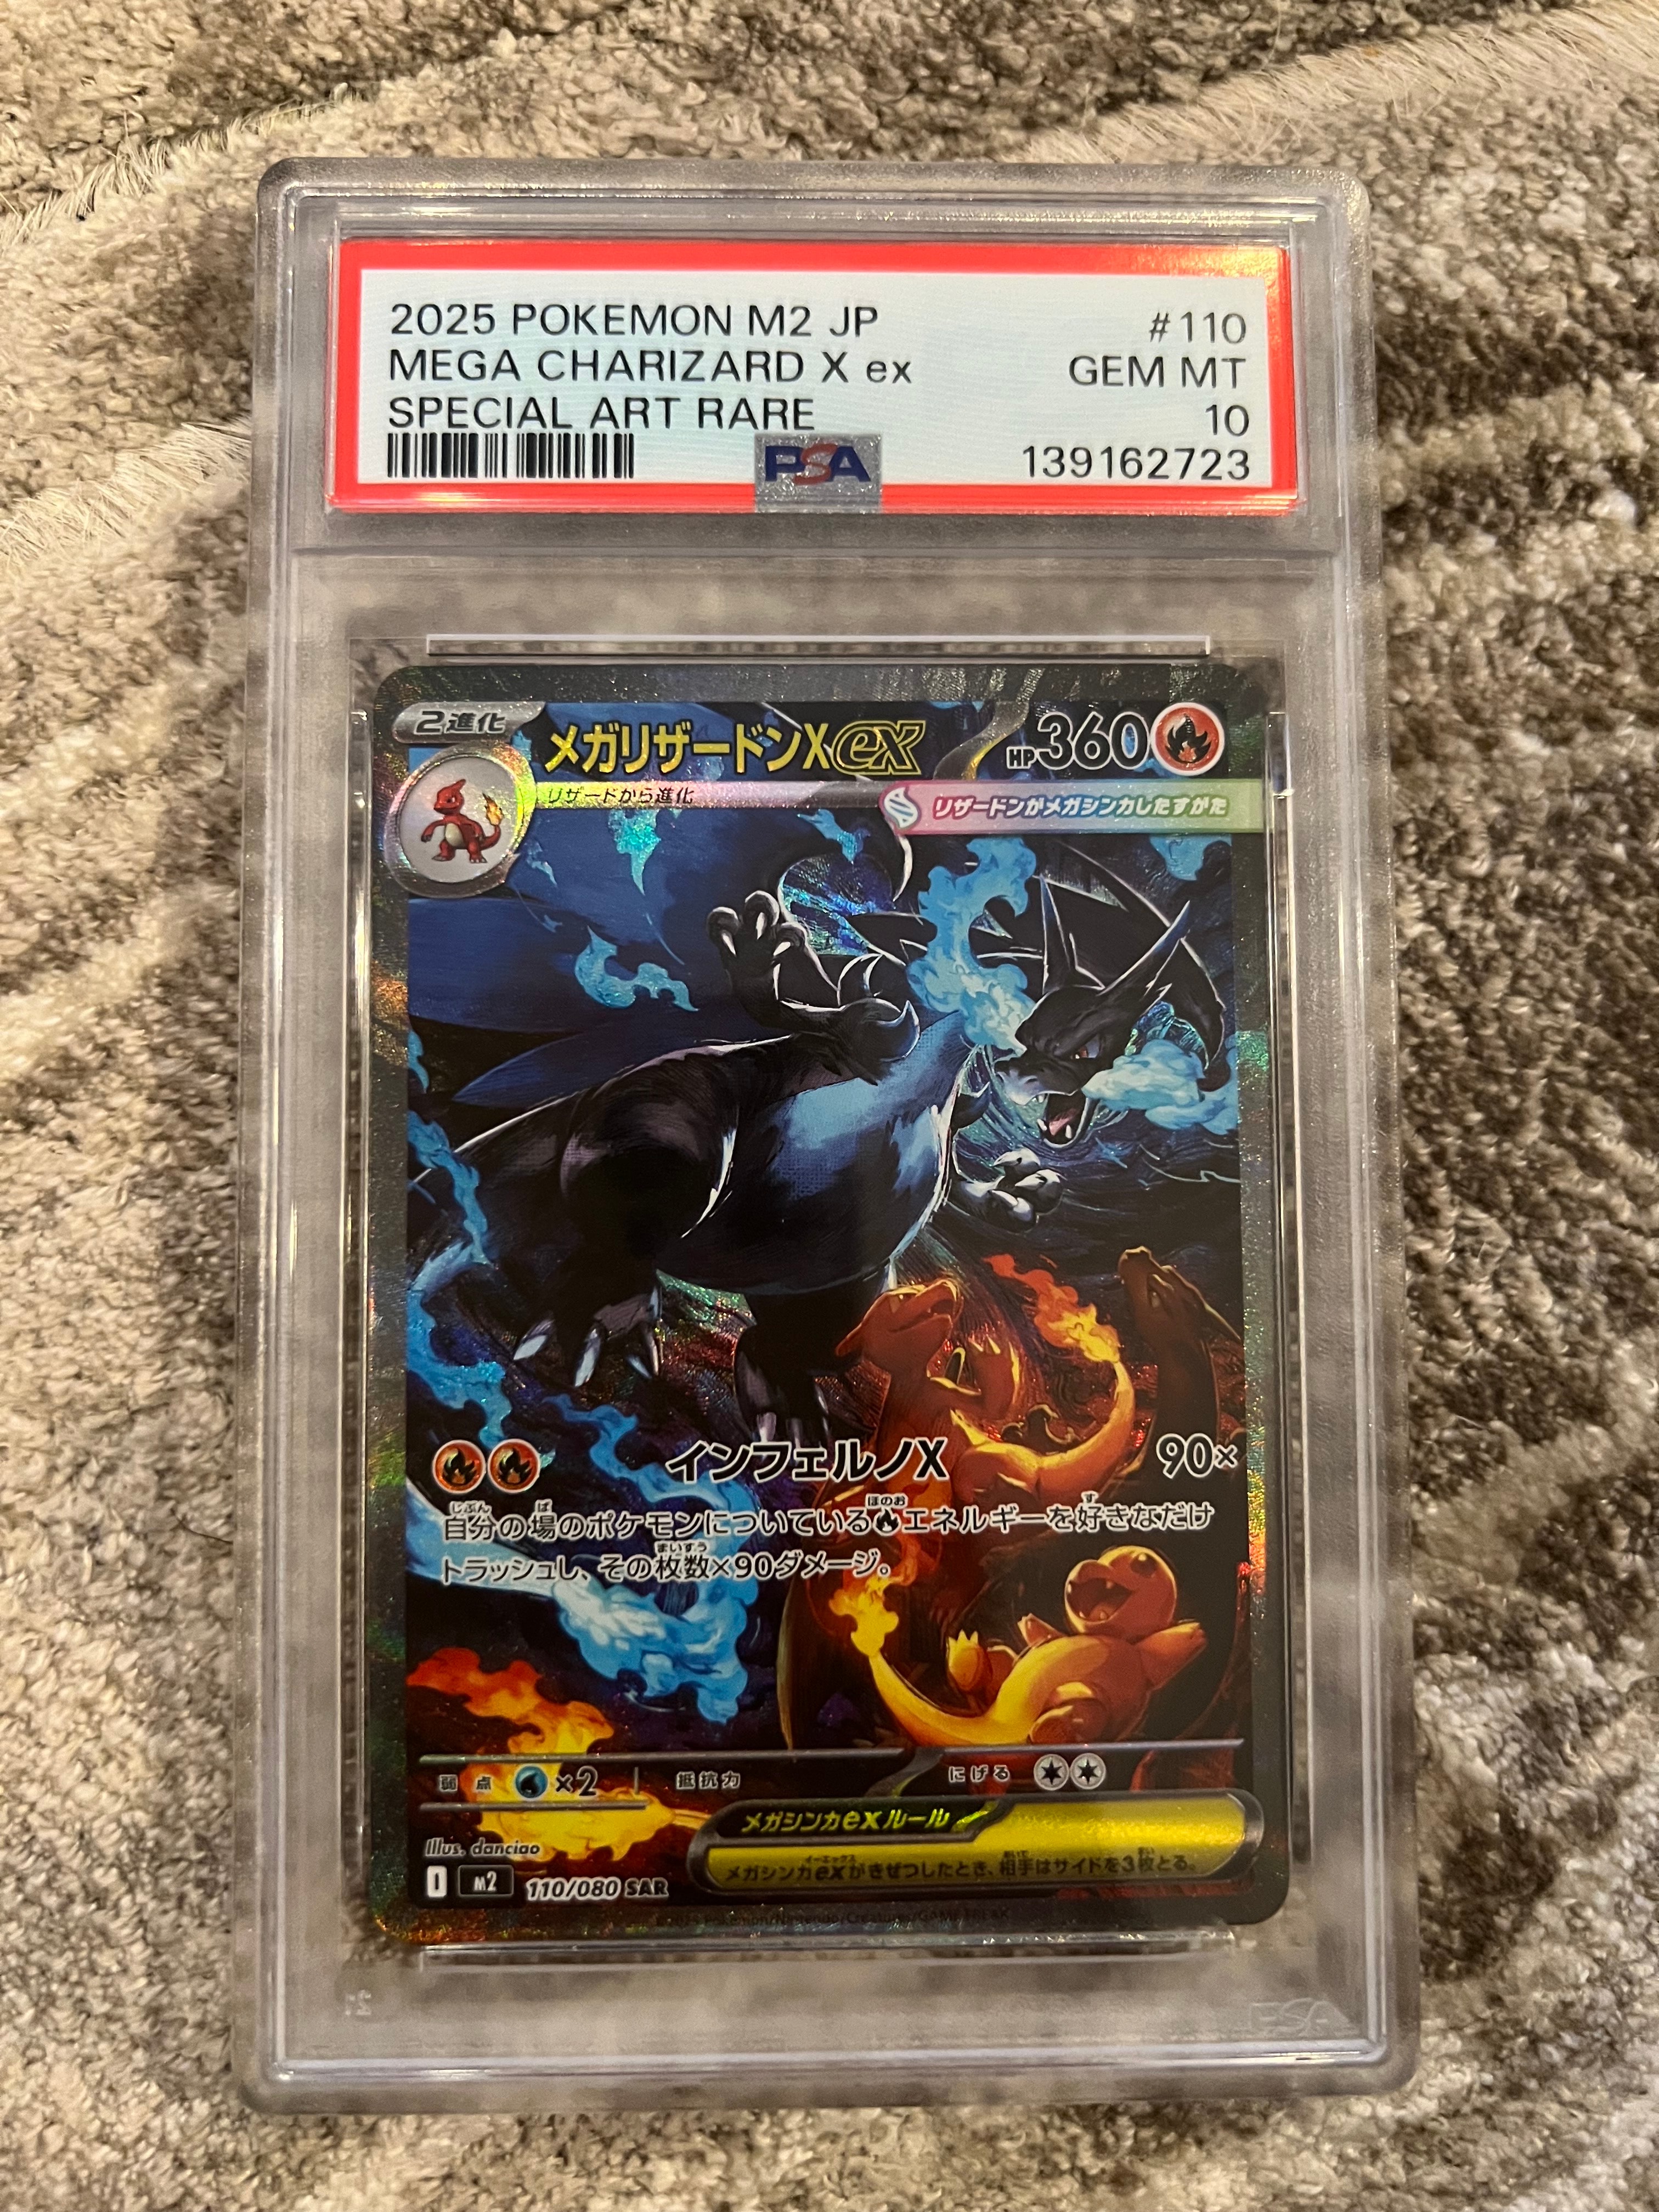 2025 POKEMON M2 JP
#110
MEGA CHARIZARD X ex
GEM MT
SPECIAL ART RARE
10
PSA
139162723
2進化
メガリザードンXex
HP360
リザードから進化
リザードンがメガシンカしたすがた
インフェルノX
90×
自分の場のポケモンについているエネルギーを好きなだけ
トラッシュし、その枚数×90ダメージ。
弱点 ×2
抵抗力
にげる
メガシンカexルール
メガシンカexがきぜつしたとき、相手はサイドを3枚とる。
Illus. danciao
I M2 110/080 SAR
©2025 Pokémon/Nintendo/Creatures/GAME FREAK
PSA